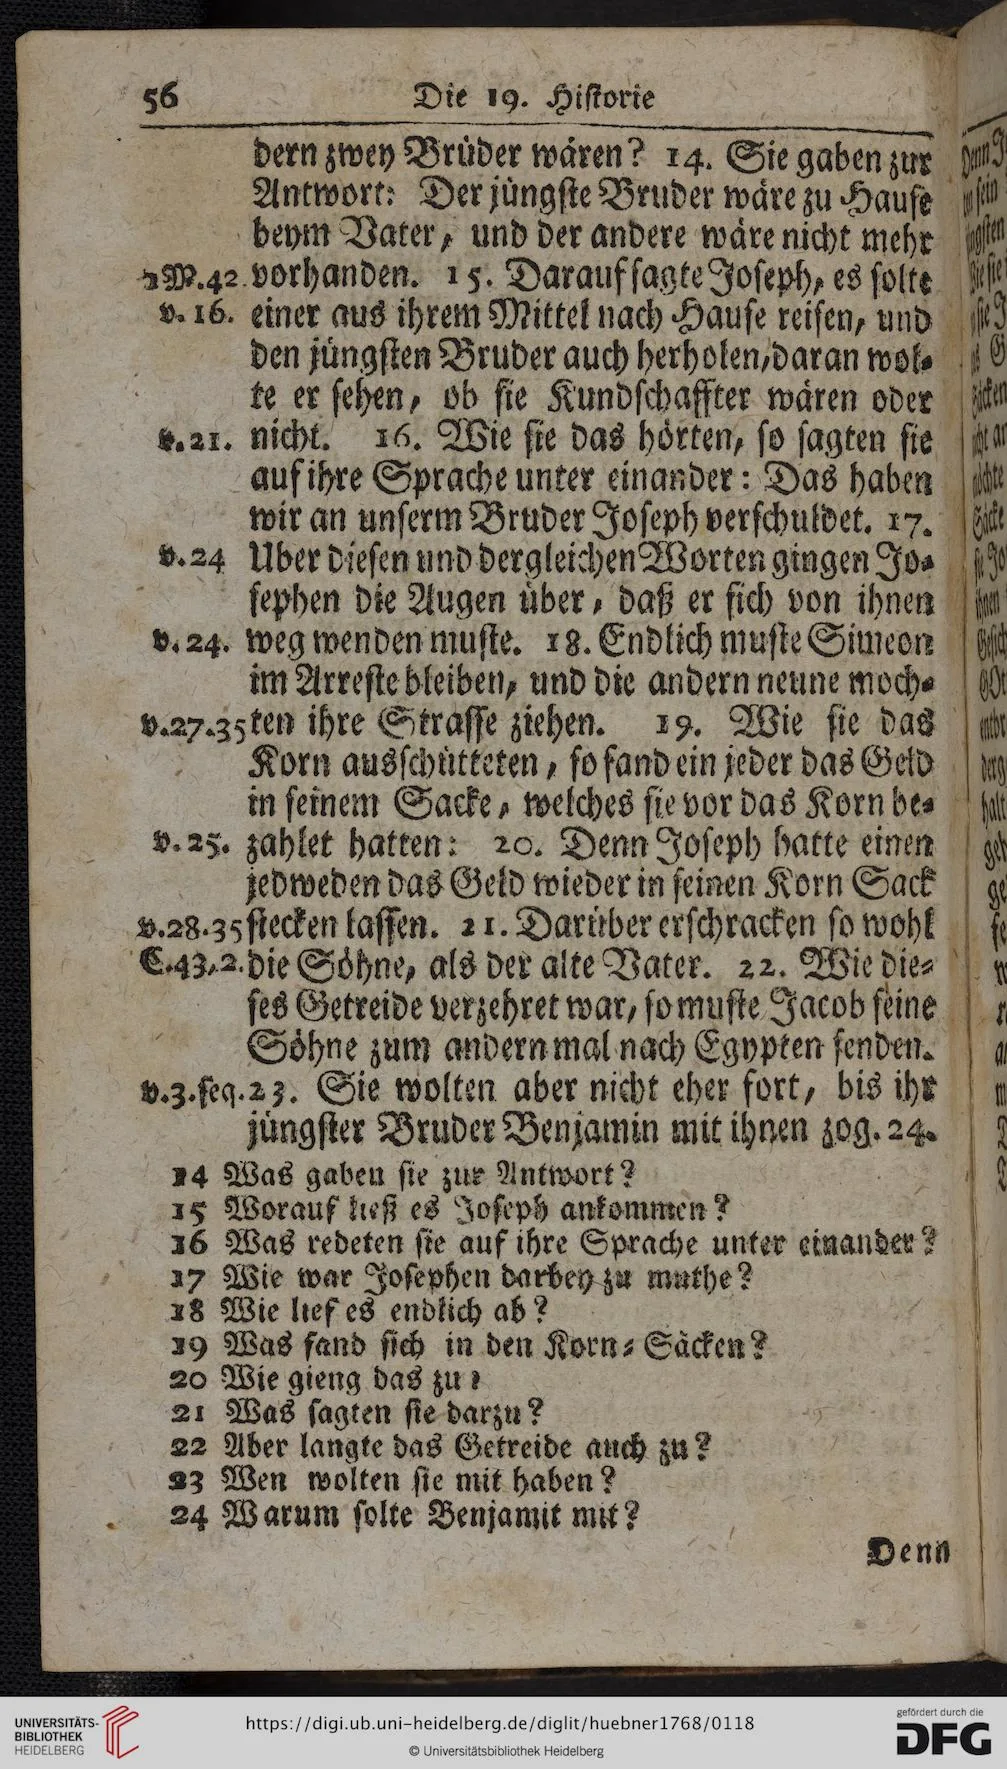 56 Die 19. Historie
dern zwey Brüder wären? 14. Sie gaben zur
Antwort: Der jüngste Bruder wäre zu Hause
beym Vater, und der andere wäre nicht mehr
1 M. 42. vorhanden. 15. Darauf sagte Joseph, es solte
v. 16. einer aus ihrem Mittel nach Hause reisen, und
den jüngsten Bruder auch herholen, daran wol-
te er sehen, ob sie Kundschaffter wären oder
v. 21. nicht. 16. Wie sie das hörten, so sagten sie
auf ihre Sprache unter einander: Das haben
wir an unserm Bruder Joseph verschuldet. 17.
v. 24 Uber diesen und dergleichen Worten gingen Jo-
sephen die Augen über, daß er sich von ihnen
v. 24. weg wenden muste. 18. Endlich muste Simeon
im Arreste bleiben, und die andern neune moch-
v. 27. 35 ten ihre Strasse ziehen. 19. Wie sie das
Korn ausschütteten, so fand ein jeder das Geld
in seinem Sacke, welches sie vor das Korn be-
v. 25. zahlet hatten: 20. Denn Joseph hatte einen
jedweden das Geld wieder in seinen Korn Sack
v. 28. 35 stecken lassen. 21. Darüber erschracken so wohl
C. 43, 2. die Söhne, als der alte Vater. 22. Wie die-
ses Getreide verzehret war, so muste Jacob seine
Söhne zum andern mal nach Egypten senden.
v. 3. seq. 23. Sie wolten aber nicht eher fort, bis ihr
jüngster Bruder Benjamin mit ihnen zog. 24.
14 Was gaben sie zur Antwort?
15 Worauf ließ es Joseph ankommen?
16 Was redeten sie auf ihre Sprache unter einander?
17 Wie war Josephen darbey zu muthe?
18 Wie lief es endlich ab?
19 Was fand sich in den Korn-Säcken?
20 Wie gieng das zu?
21 Was sagten sie darzu?
22 Aber langte das Getreide auch zu?
23 Wen wolten sie mit haben?
24 Warum solte Benjamit mit?
Denn
UNIVERSITÄTS-
BIBLIOTHEK
HEIDELBERG
https://digi.ub.uni-heidelberg.de/diglit/huebner1768/0118
© Universitätsbibliothek Heidelberg
gefördert durch die
DFG